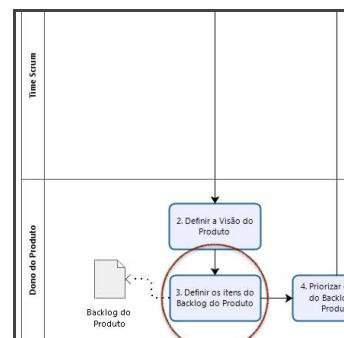 Time Scrum
Dono do Produto
2. Definir a Visão do
Produto
3. Definir os itens do
Backlog do Produto
4. Priorizar
do Backlo
Produ
Backlog do
Produto